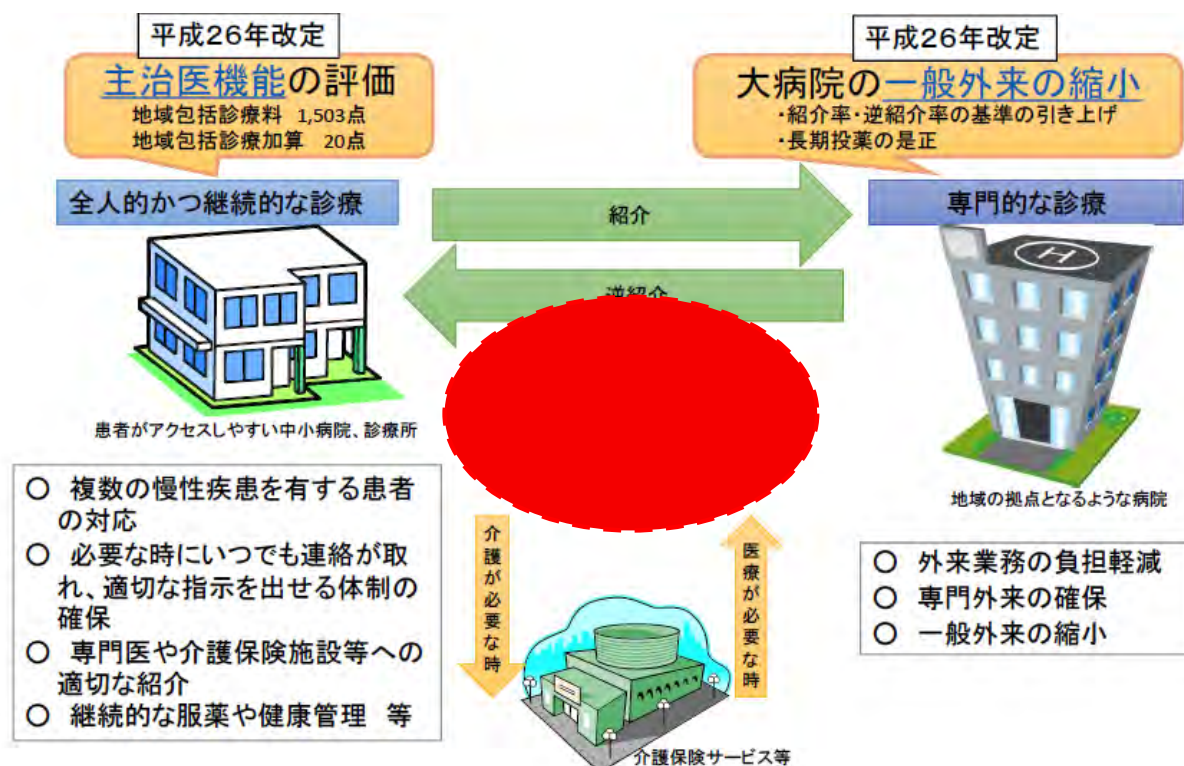 平成26年改定
主治医機能の評価
地域包括診療料 1,503点
地域包括診療加算 20点
平成26年改定
大病院の一般外来の縮小
・紹介率・逆紹介率の基準の引き上げ
・長期投薬の是正
全人的かつ継続的な診療
紹介
専門的な診療
逆紹介
患者がアクセスしやすい中小病院、診療所
地域の拠点となるような病院
○ 複数の慢性疾患を有する患者
の対応
○ 必要な時にいつでも連絡が取
れ、適切な指示を出せる体制の
確保
○ 専門医や介護保険施設等への
適切な紹介
○ 継続的な服薬や健康管理 等
介護が必要な時
医療が必要な時
介護保険サービス等
○ 外来業務の負担軽減
○ 専門外来の確保
○ 一般外来の縮小
H